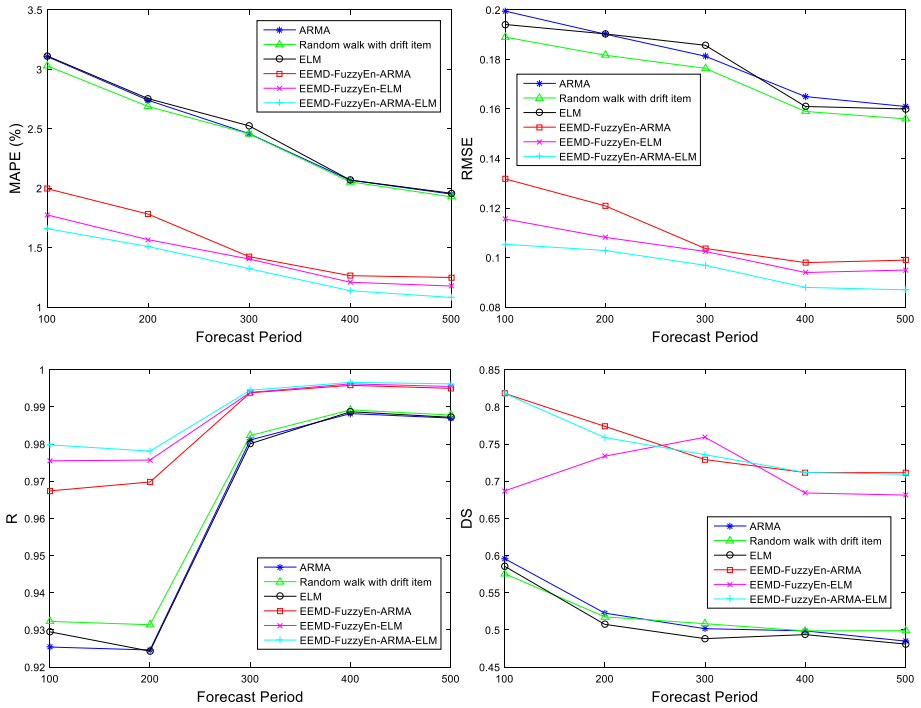 3.5
3
2.5
2
1.5
1
MAPE (%)
100
200
300
400
500
Forecast Period
ARMA
Random walk with drift item
ELM
EEMD-FuzzyEn-ARMA
EEMD-FuzzyEn-ELM
EEMD-FuzzyEn-ARMA-ELM
0.2
0.18
0.16
0.14
0.12
0.1
0.08
RMSE
100
200
300
400
500
Forecast Period
ARMA
Random walk with drift item
ELM
EEMD-FuzzyEn-ARMA
EEMD-FuzzyEn-ELM
EEMD-FuzzyEn-ARMA-ELM
1
0.99
0.98
0.97
0.96
0.95
0.94
0.93
0.92
R
100
200
300
400
500
Forecast Period
ARMA
Random walk with drift item
ELM
EEMD-FuzzyEn-ARMA
EEMD-FuzzyEn-ELM
EEMD-FuzzyEn-ARMA-ELM
0.85
0.8
0.75
0.7
0.65
0.6
0.55
0.5
0.45
DS
100
200
300
400
500
Forecast Period
ARMA
Random walk with drift item
ELM
EEMD-FuzzyEn-ARMA
EEMD-FuzzyEn-ELM
EEMD-FuzzyEn-ARMA-ELM